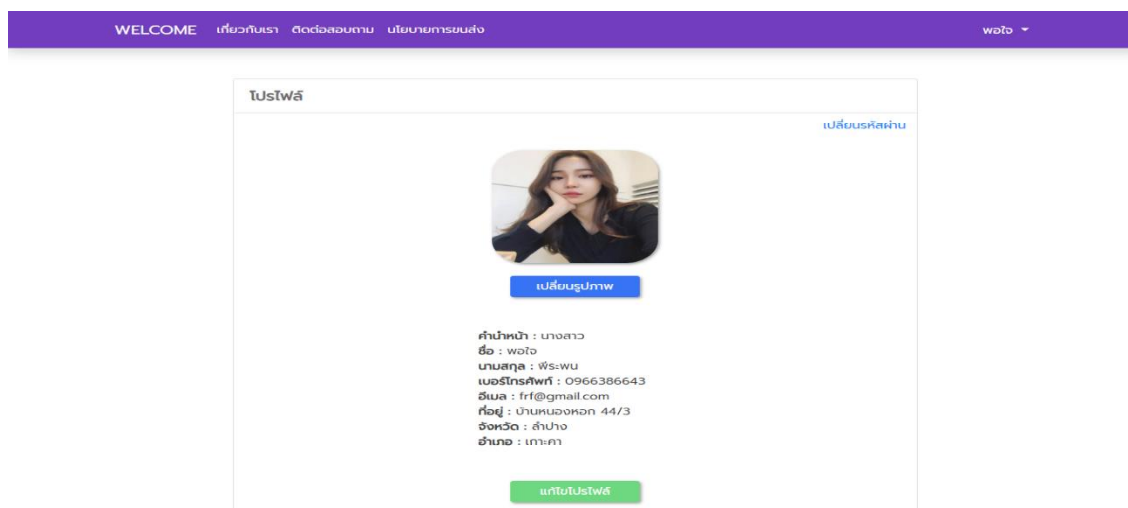 WELCOME เกี่ยวกับเรา ติดต่อสอบถาม นโยบายการขนส่ง พอใจ
โปรไฟล์
เปลี่ยนรหัสผ่าน
เปลี่ยนรูปภาพ
คำนำหน้า : นางสาว
ชื่อ : พอใจ
นามสกุล : พีระพน
เบอร์โทรศัพท์ : 0966386643
อีเมล : frf@gmail.com
ที่อยู่ : บ้านหนองหอก 44/3
จังหวัด : ลำปาง
อำเภอ : เกาะคา
แก้ไขโปรไฟล์